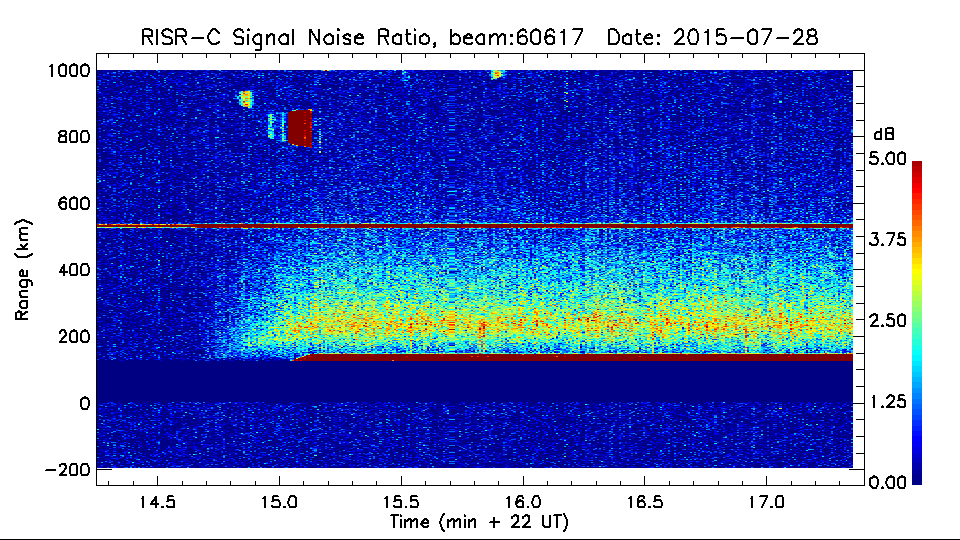 RISR-C Signal Noise Ratio, beam:60617 Date: 2015-07-28
1000
800
600
400
200
0
-200
Range (km)
14.5 15.0 15.5 16.0 16.5 17.0
Time (min + 22 UT)
dB
5.00
3.75
2.50
1.25
0.00